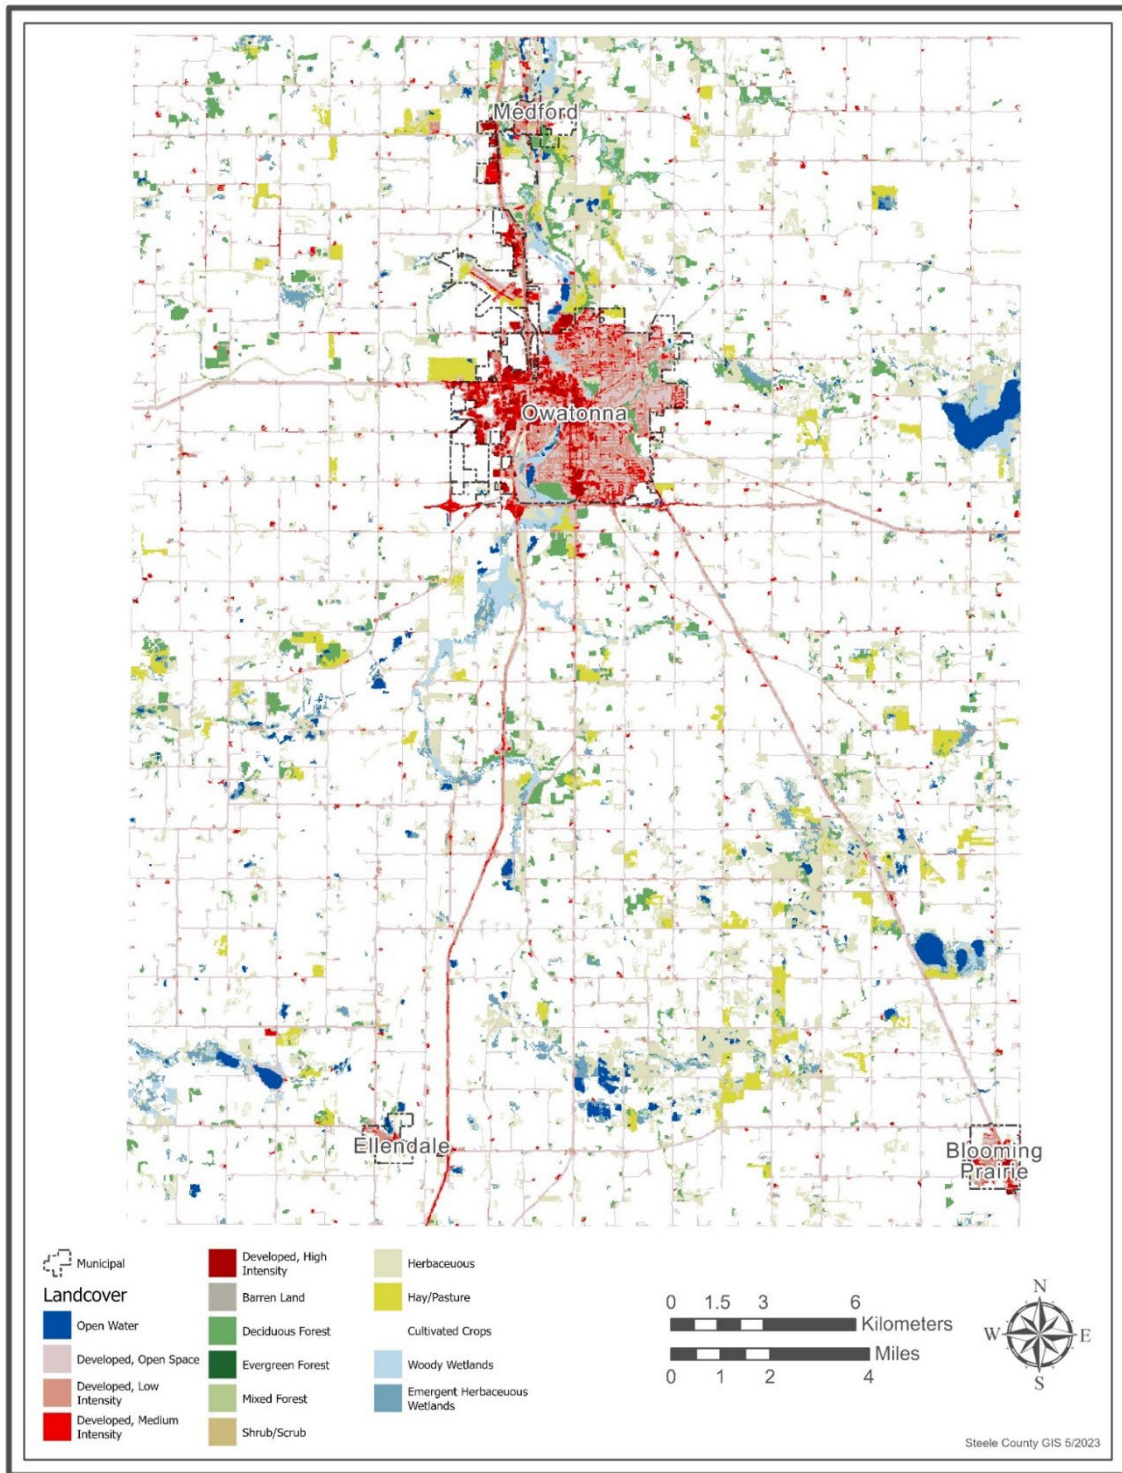 Medford
Owatonna
Ellendale
Blooming
Prairie
Municipal
Landcover
Open Water
Developed, Open Space
Developed, Low
Intensity
Developed, Medium
Intensity
Developed, High
Intensity
Barren Land
Deciduous Forest
Evergreen Forest
Mixed Forest
Shrub/Scrub
Herbaceuous
Hay/Pasture
Cultivated Crops
Woody Wetlands
Emergent Herbaceuous
Wetlands
0 1.5 3 6
Kilometers
Miles
0 1 2 4
N
W E
S
Steele County GIS 5/2023